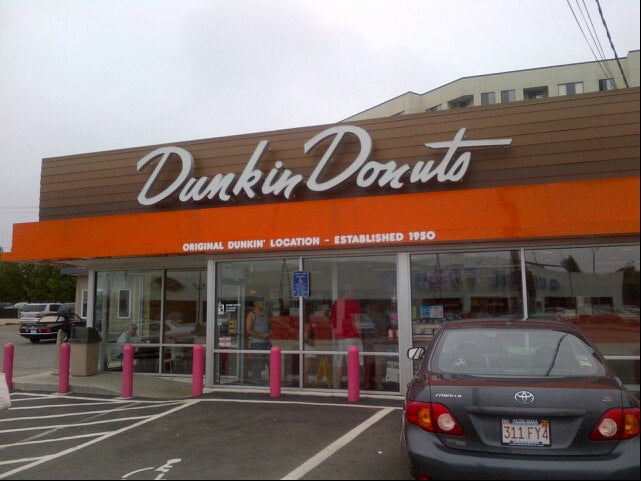 Dunkin Donuts
ORIGINAL DUNKIN' LOCATION - ESTABLISHED 1950
COROLLA
S
311 FY4